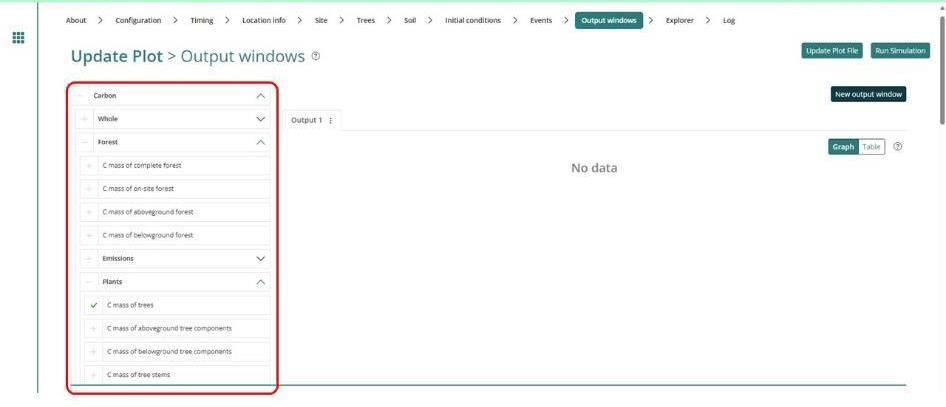 About > Configuration > Timing > Location info > Site > Trees > Soil > Initial conditions > Events > Output windows > Explorer > Log
Update Plot > Output windows
Update Plot File
Run Simulation
Carbon
Whole
Forest
C mass of complete forest
C mass of on-site forest
C mass of aboveground forest
C mass of belowground forest
Emissions
Plants
C mass of trees
C mass of aboveground tree components
C mass of belowground tree components
C mass of tree stems
New output window
Output 1
Graph Table
No data